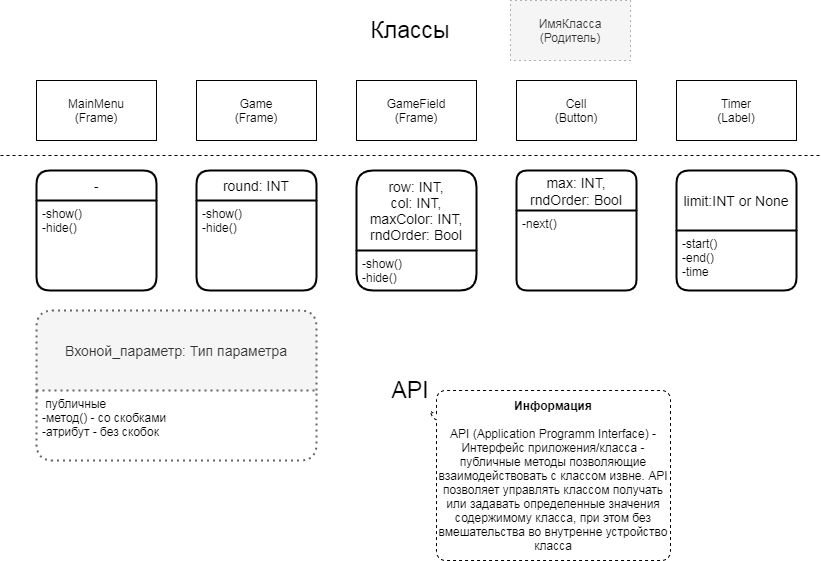 Классы
ИмяКласса
(Родитель)
MainMenu
(Frame)
Game
(Frame)
GameField
(Frame)
Cell
(Button)
Timer
(Label)
-
-show()
-hide()
round: INT
-show()
-hide()
row: INT,
col: INT,
maxColor: INT,
rndOrder: Bool
-show()
-hide()
max: INT,
rndOrder: Bool
-next()
limit:INT or None
-start()
-end()
-time
Вхоной_параметр: Тип параметра
публичные
-метод() - со скобками
-атрибут - без скобок
API
Информация
API (Application Programm Interface) -
Интерфейс приложения/класса -
публичные методы позволяющие
взаимодействовать с классом извне. API
позволяет управлять классом получать
или задавать определенные значения
содержимому класса, при этом без
вмешательства во внутренне устройство
класса